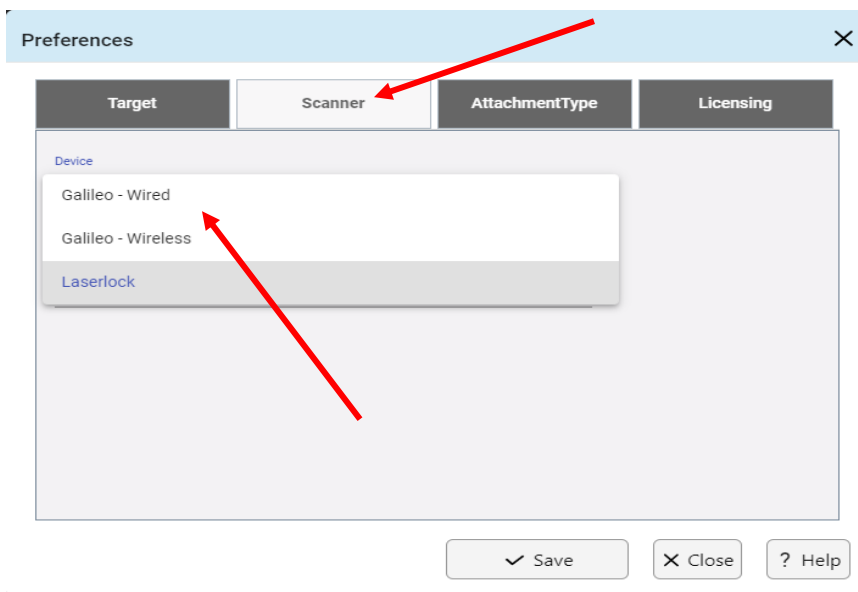 Preferences
Target Scanner AttachmentType Licensing
Device
Galileo - Wired
Galileo - Wireless
Laserlock
Save Close ? Help